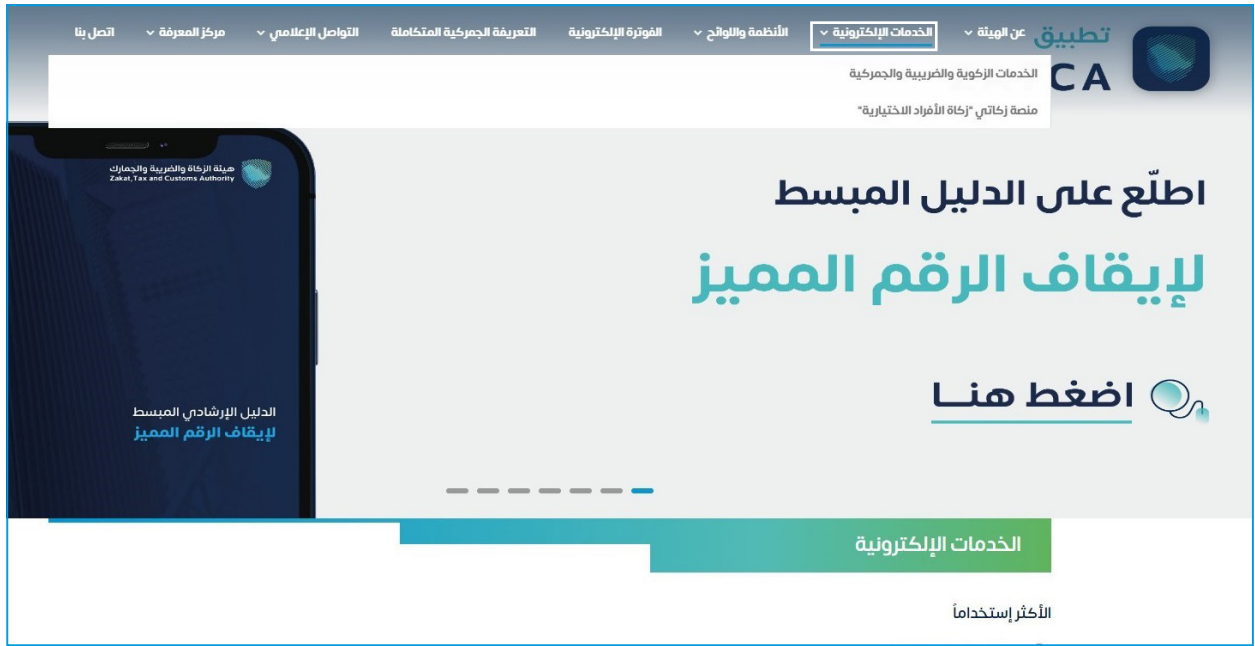 تطبيق
CA
عن الهيئة
الخدمات الإلكترونية
الأنظمة واللوائح
الفوترة الإلكترونية
التعريفة الجمركية المتكاملة
التواصل الإعلامي
مركز المعرفة
اتصل بنا
الخدمات الزكوية والضريبية والجمركية
منصة زكاتي "زكاة الأفراد الاختيارية"
اطلّع على الدليل المبسط
لإيقاف الرقم المميز
اضغط هنـــا
هيئة الزكاة والضريبة والجمارك
Zakat, Tax and Customs Authority
الدليل الإرشادي المبسط
لإيقاف الرقم المميز
الخدمات الإلكترونية
الأكثر إستخداماً